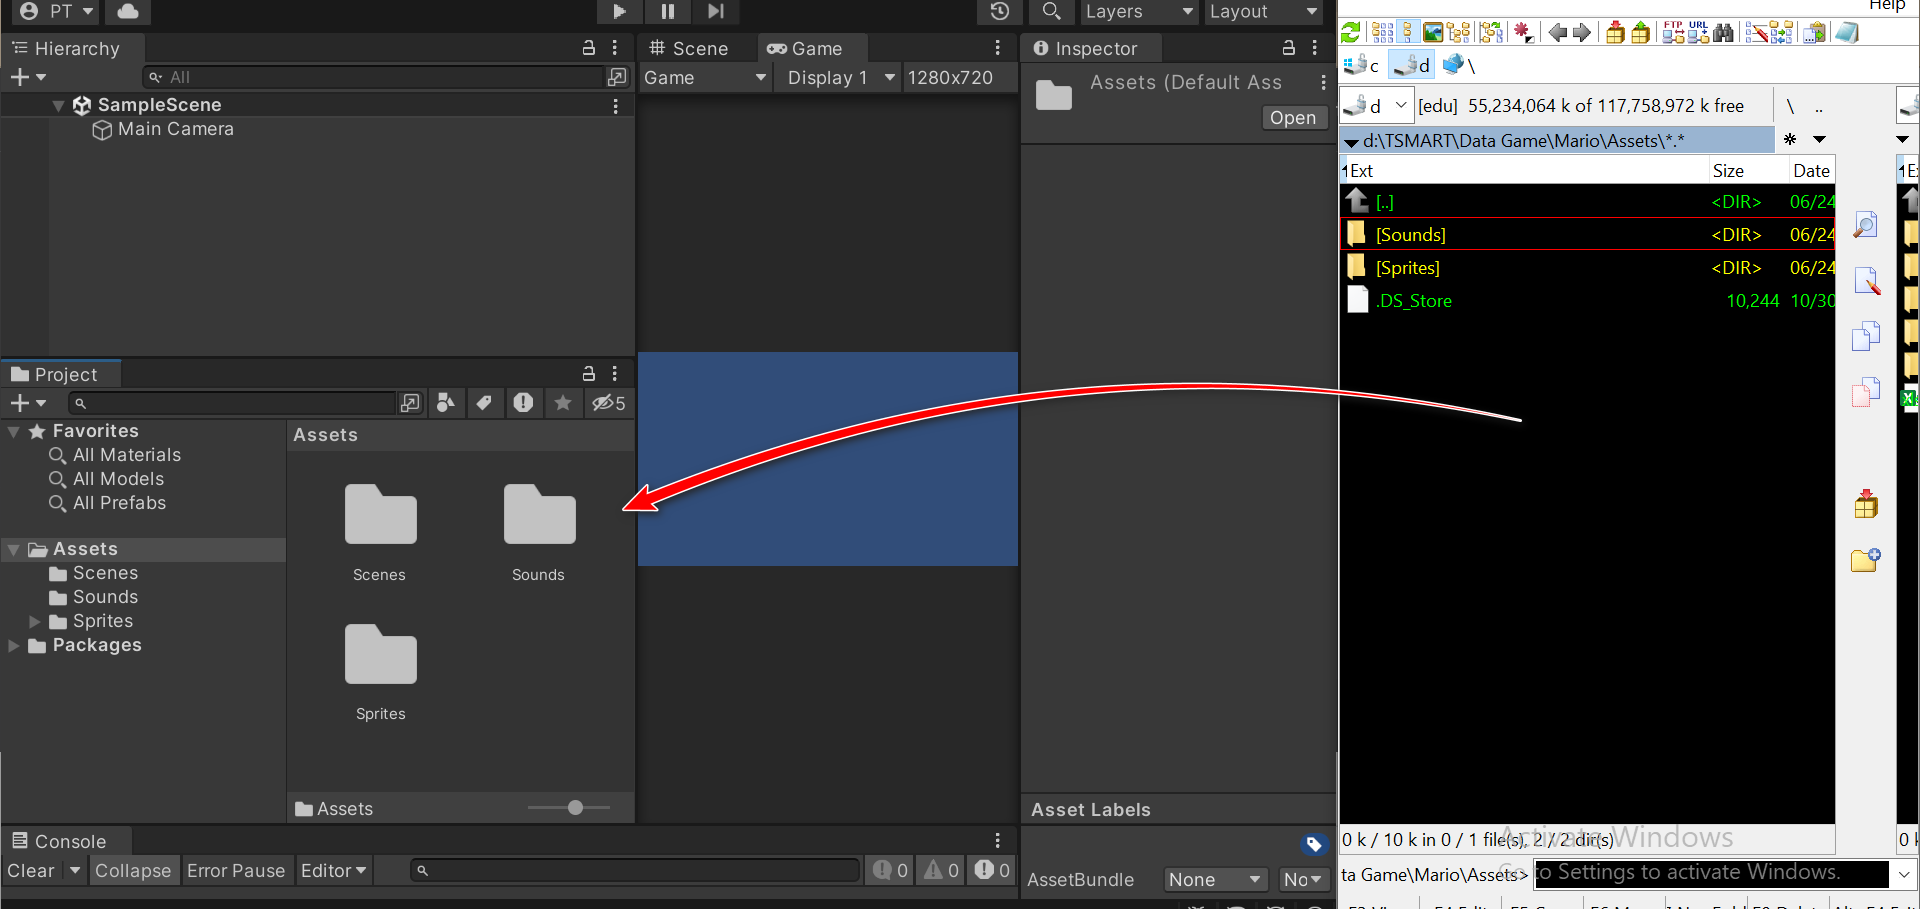 PT
Layers
Layout
Hierarchy
All
SampleScene
Main Camera
Scene
Game
Game
Display 1
1280x720
Inspector
Assets (Default Ass
Open
Project
5
Favorites
All Materials
All Models
All Prefabs
Assets
Scenes
Sounds
Sprites
Packages
Assets
Scenes
Sounds
Sprites
Assets
Console
Clear
Collapse
Error Pause
Editor
0
0
0
Asset Labels
AssetBundle
None
No
Help
FTP
URL
c
d
\
d
[edu] 55,234,064 k of 117,758,972 k free
\
..
d:\TSMART\Data Game\Mario\Assets\*.*
*
Ext Size Date
[..] <DIR> 06/24
[Sounds] <DIR> 06/24
[Sprites] <DIR> 06/24
.DS_Store 10,244 10/30
0 k / 10 k in 0 / 1 file(s), 2 / 2 dir(s)
Activate Windows
Go to Settings to activate Windows.
ta Game\Mario\Assets>